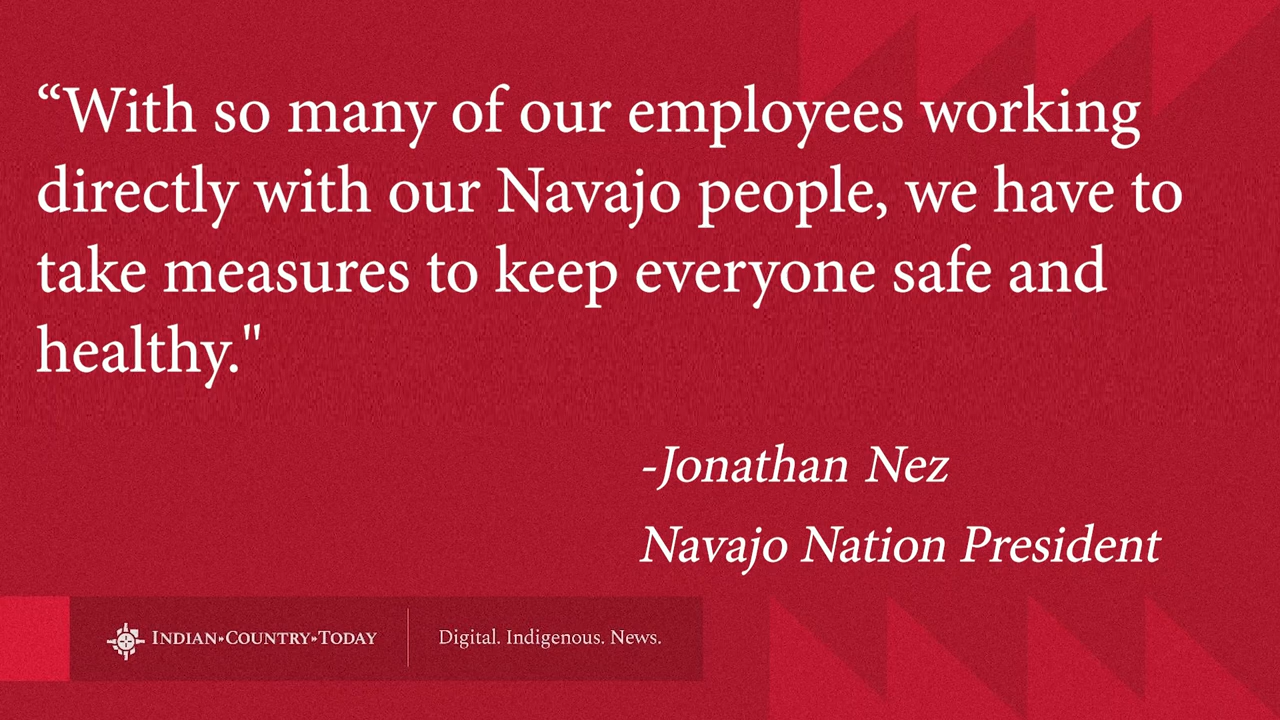 “With so many of our employees working
directly with our Navajo people, we have to
take measures to keep everyone safe and
healthy."
-Jonathan Nez
Navajo Nation President
INDIAN▸COUNTRY▸TODAY
Digital. Indigenous. News.